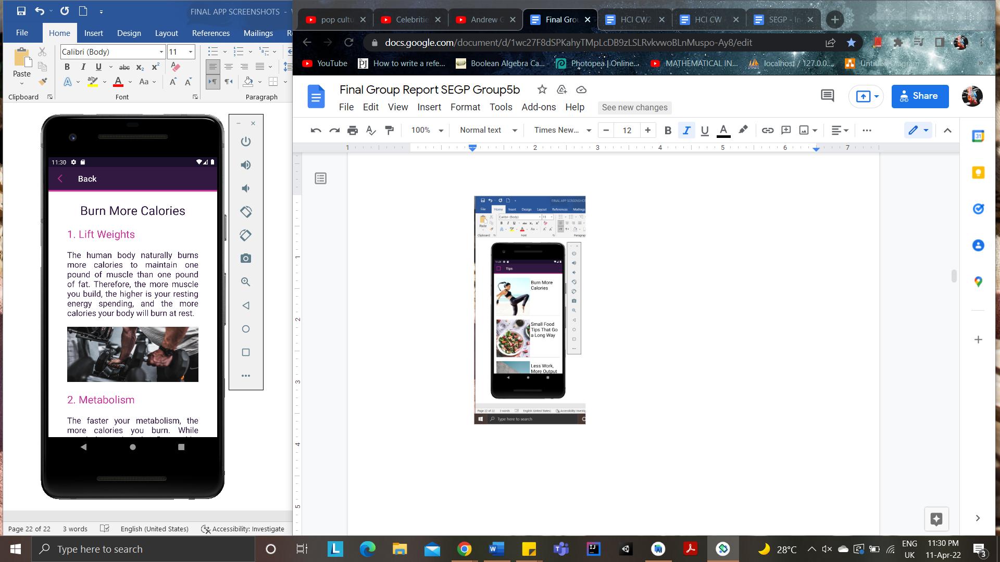 FINAL APP SCREENSHOTS -
File Home Insert Design Layout References Mailings
Calibri (Body) 11
Paste
Clipboard Font Paragraph
11:30
Back
Burn More Calories
1. Lift Weights
The human body naturally burns
more calories to maintain one
pound of muscle than one pound
of fat. Therefore, the more muscle
you build, the higher is your resting
energy spending, and the more
calories your body will burn at rest.
2. Metabolism
The faster your metabolism, the
more calories you burn. While
Page 22 of 22 3 words English (United States) Accessibility: Investigate
pop cultu Celebritie Andrew G Final Grou HCI CW2 HCI CW - SEGP - In
docs.google.com/document/d/1wc27F8dSPKahyTMpLcDB9zLSLRvkvwoBLnMuspo-Ay8/edit
YouTube How to write a refe... Boolean Algebra Ca... Photopea | Online... MATHEMATICAL IN... localhost / 127.0.0.... Untitled Diagram
Final Group Report SEGP Group5b
Share
File Edit View Insert Format Tools Add-ons Help See new changes
100% Normal text Times New... 12
1 1 2 3 4 5 6 7
1
2
3
4
5
FINAL APP SCREENSHOT
File Home Insert Design Layout References Mailings
Calibri (Body) 11
Paste
Clipboard Font Paragrap
Tips
Burn More
Calories
Small Food
Tips That Go
a Long Way
Less Work,
More Output
Page 22 of 22 3 words English (United States) Accessibility: Investig
Type here to search
Type here to search
28°C
ENG
UK
11:30 PM
11-Apr-22
3